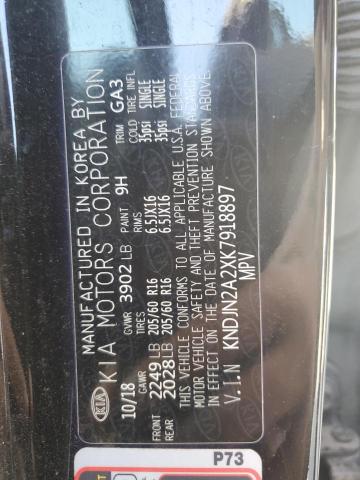 MANUFACTURED IN KOREA BY
KIA KIA MOTORS CORPORATION
10/18 GVWR 3902 LB PAINT 9H TRIM GA3
GAWR TIRES RIMS COLD TIRE INFL
FRONT 2249 LB 205/60 R16 6.5JX16 35psi SINGLE
REAR 2028 LB 205/60 R16 6.5JX16 35psi SINGLE
THIS VEHICLE CONFORMS TO ALL APPLICABLE U.S.A. FEDERAL
MOTOR VEHICLE SAFETY AND THEFT PREVENTION STANDARDS
IN EFFECT ON THE DATE OF MANUFACTURE SHOWN ABOVE.
V.I.N KNDJN2A2XK7918897
MPV
P73